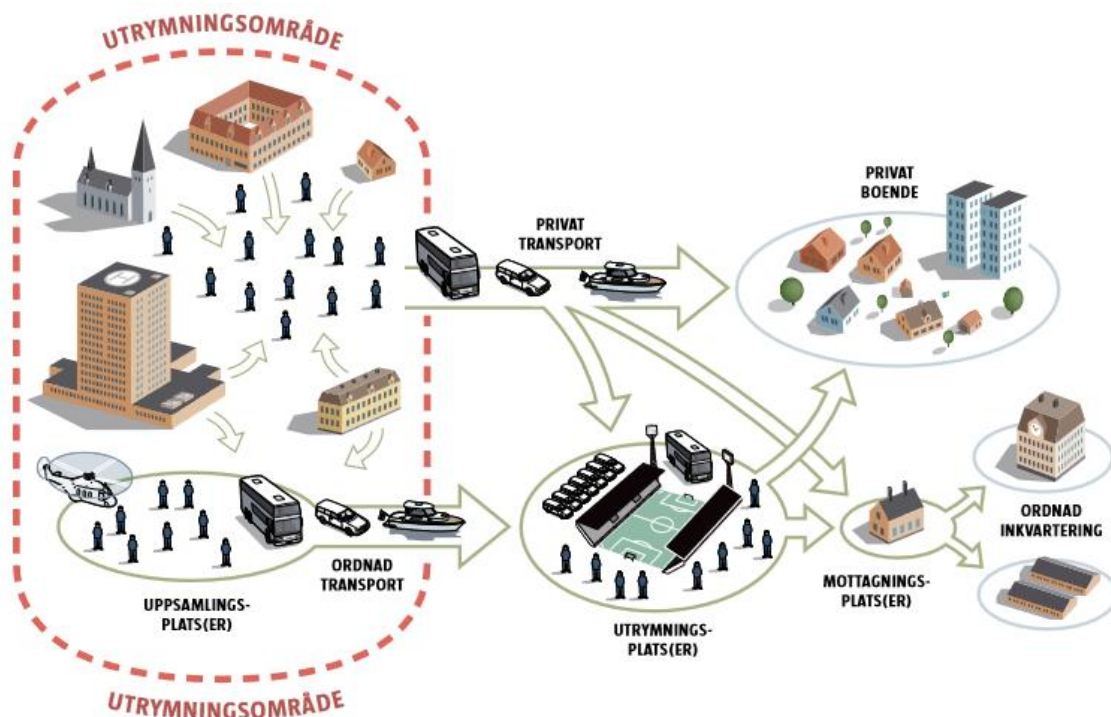 UTRYMNINGSOMRÅDE
PRIVAT
BOENDE
PRIVAT
TRANSPORT
H
ORDNAD
INKVARTERING
ORDNAD
TRANSPORT
UPPSAMLINGS-
PLATS(ER)
MOTTAGNINGS-
PLATS(ER)
UTRYMNINGS-
PLATS(ER)
UTRYMNINGSOMRÅDE